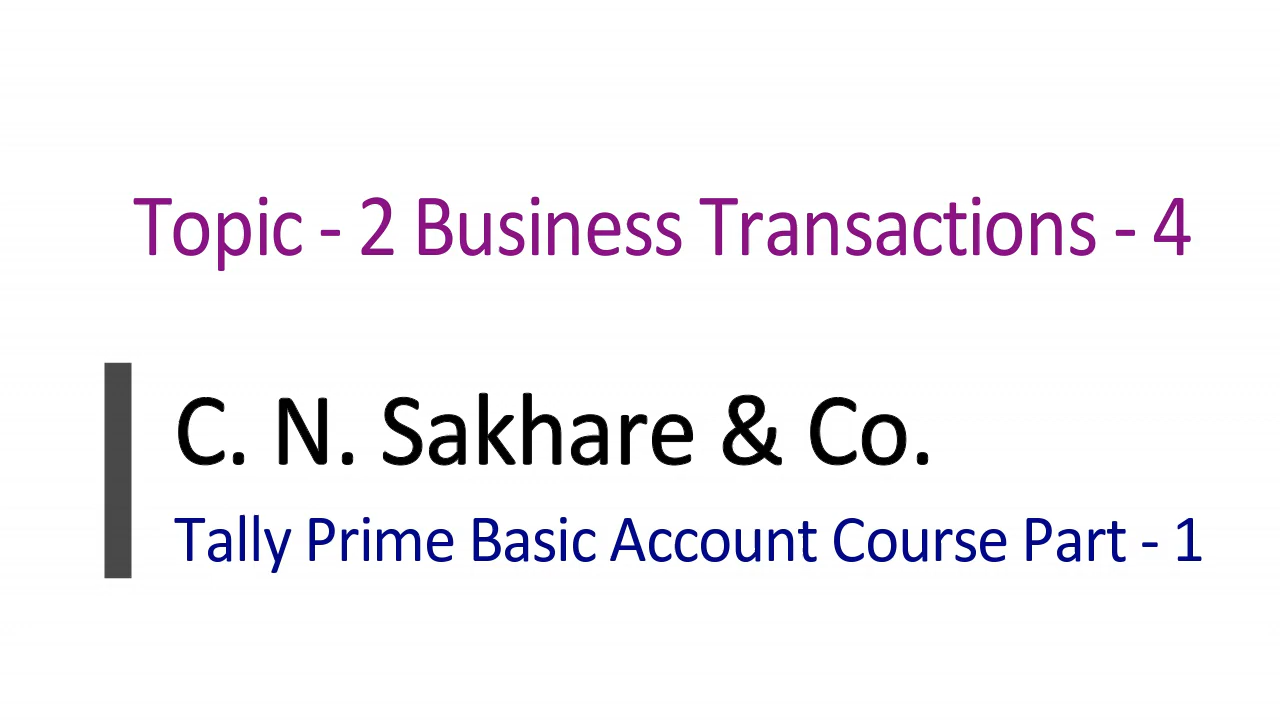 Topic - 2 Business Transactions - 4
C. N. Sakhare & Co.
Tally Prime Basic Account Course Part - 1